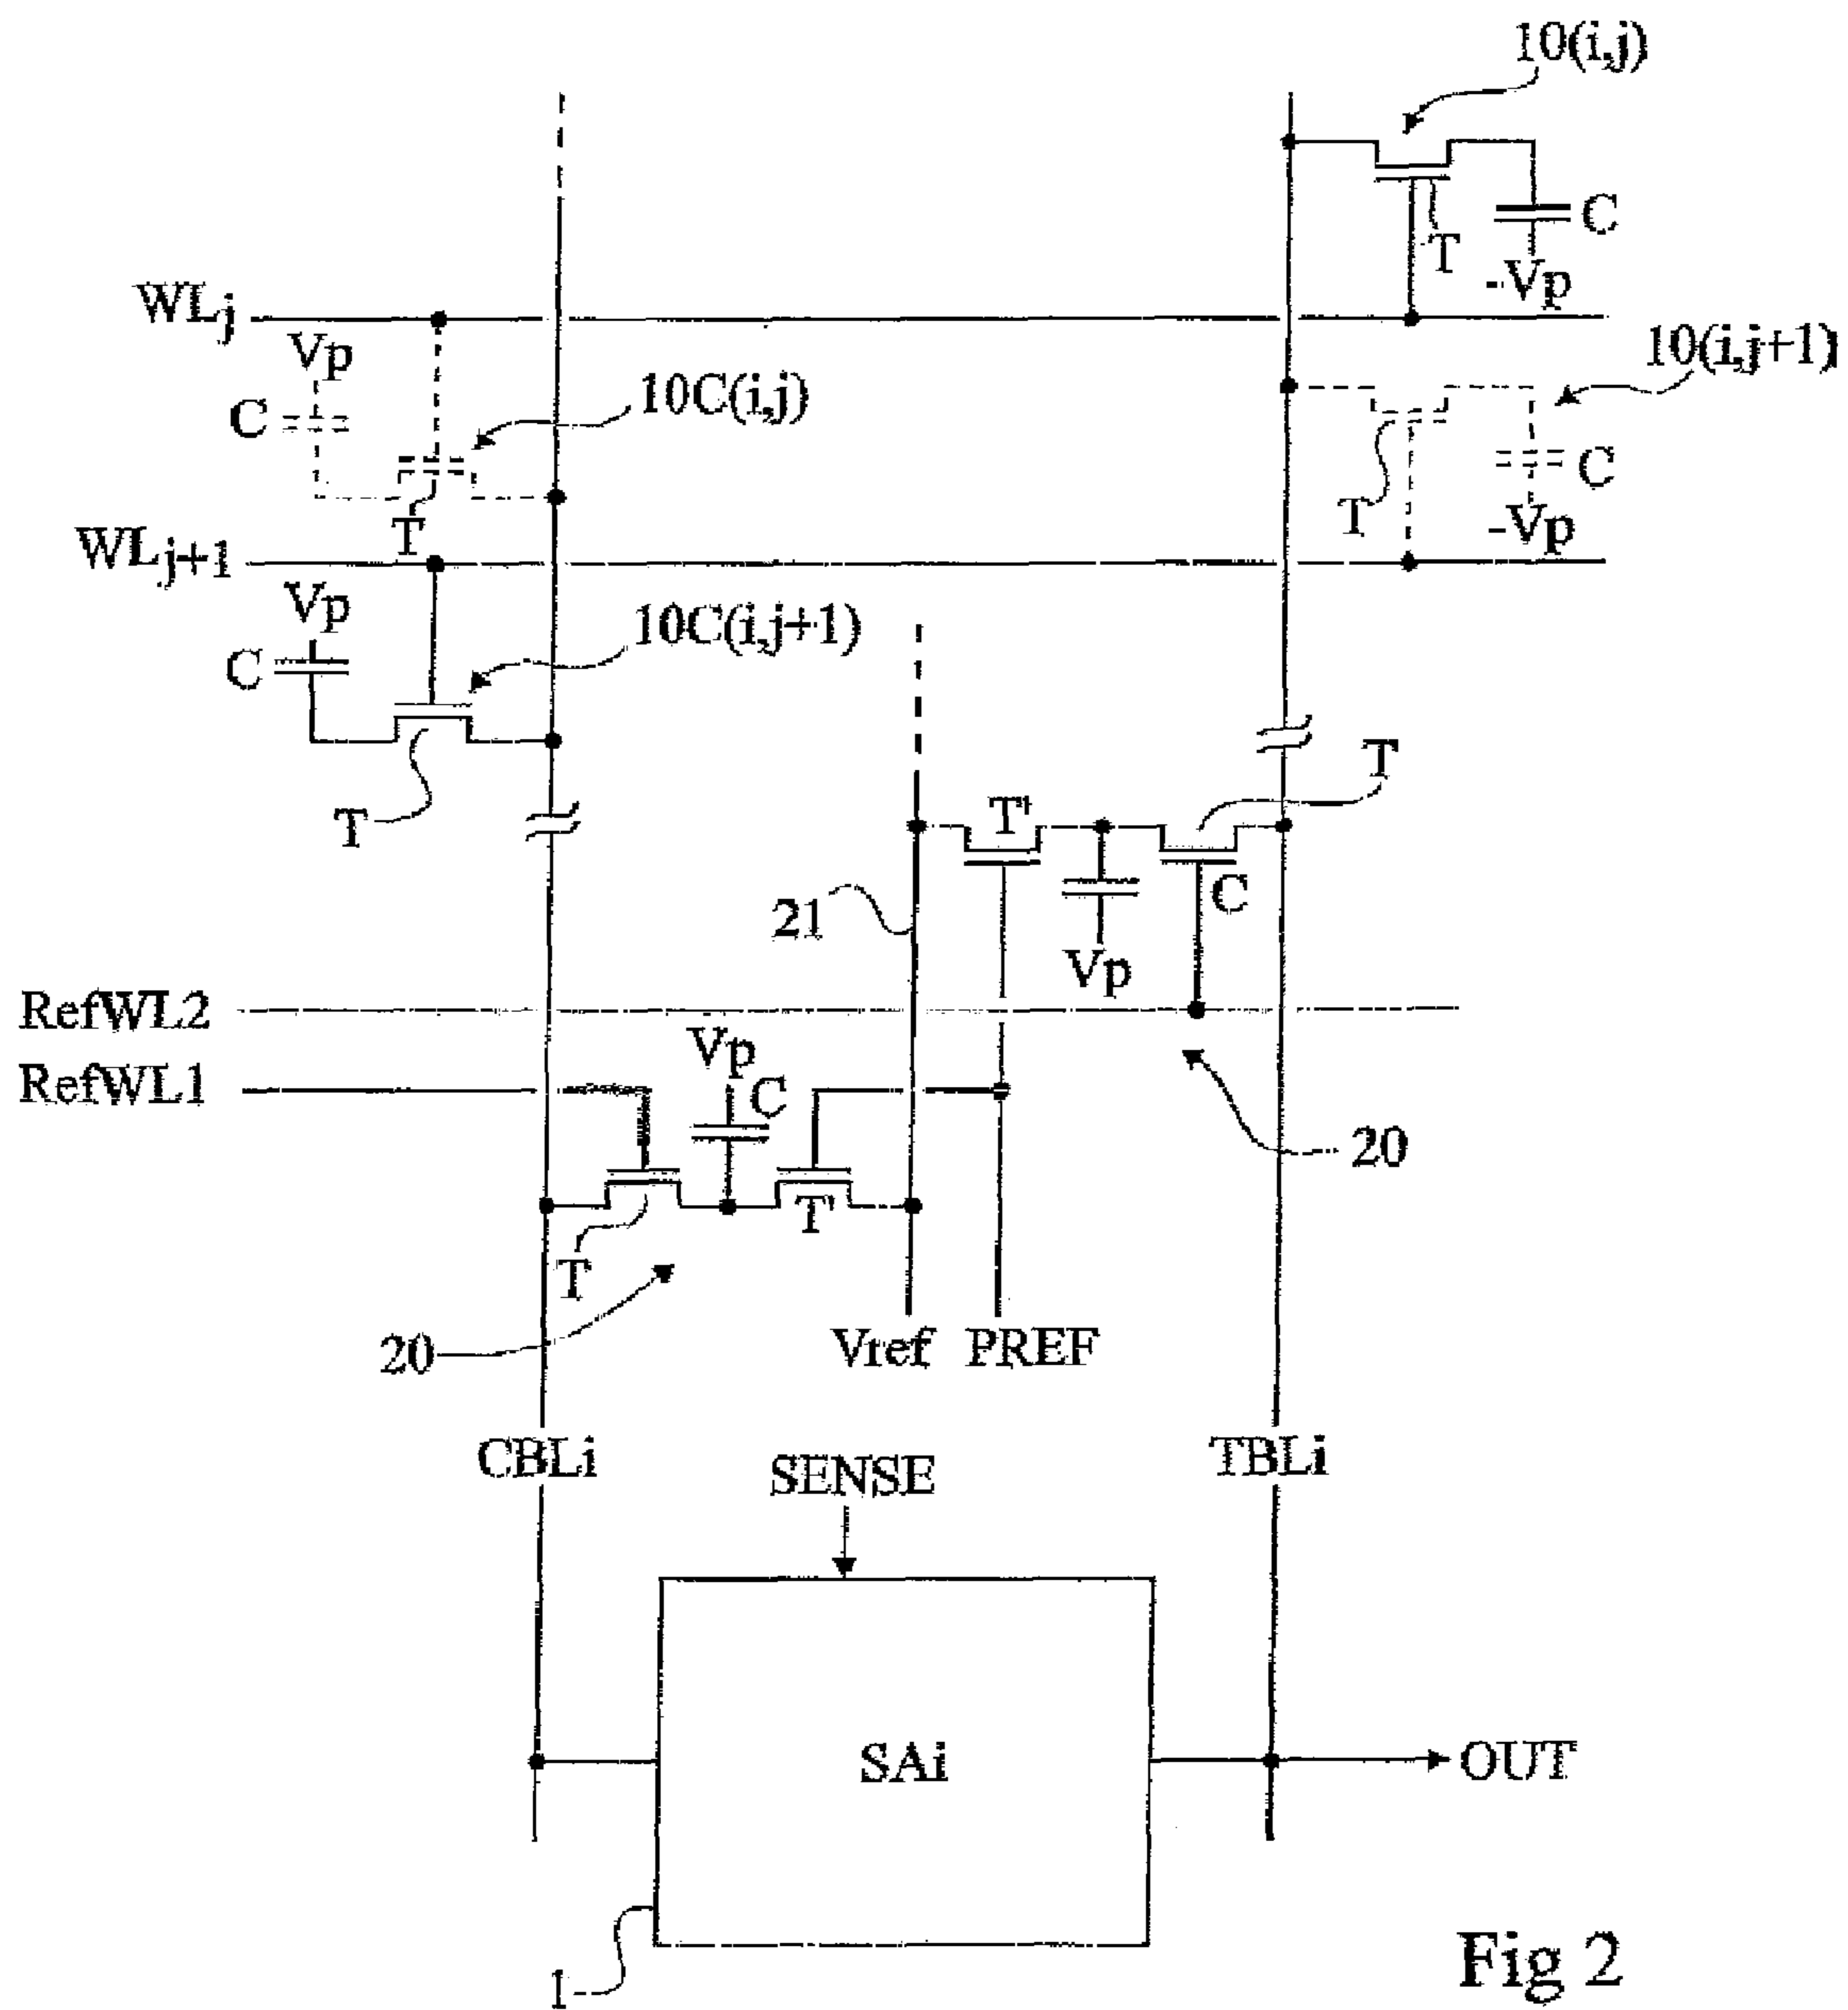 10(i,j)
C
T
-Vp
WLj
Vp
10(i,j+1)
10C(i,j)
C
C
T
T
-Vp
WLj+1
Vp
10C(i,j+1)
C
T
T
T'
C
21
Vp
RefWL2
Vp
RefWL1
C
20
T'
T
20
Vref
PREF
CBLi
SENSE
TBLi
SAi
OUT
1
Fig 2